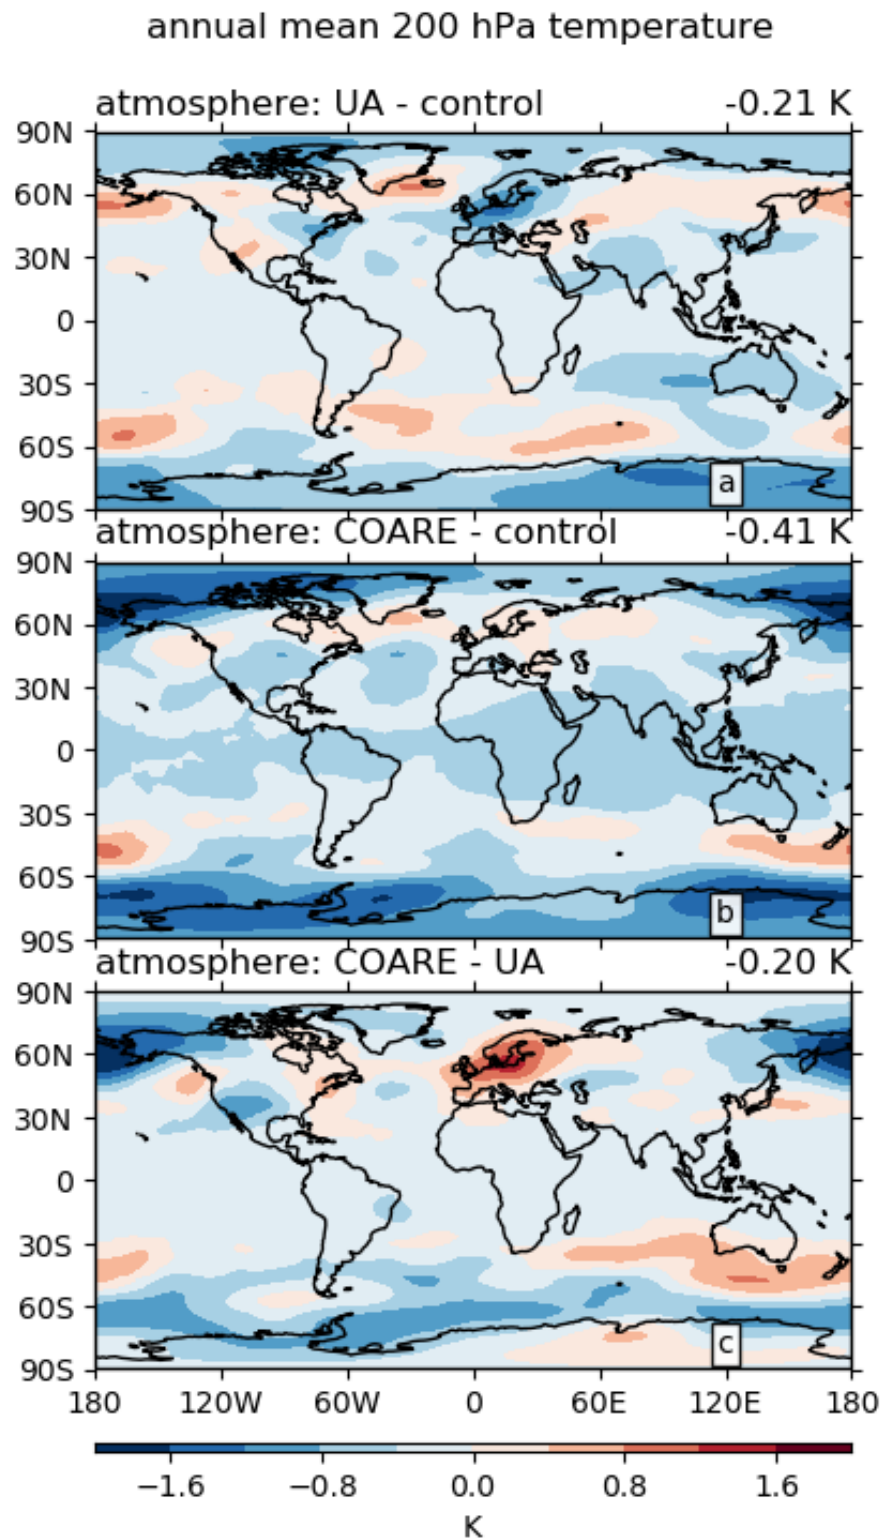 annual mean 200 hPa temperature
atmosphere: UA - control -0.21 K
90N
60N
30N
0
30S
60S
90S
a
atmosphere: COARE - control -0.41 K
90N
60N
30N
0
30S
60S
90S
b
atmosphere: COARE - UA -0.20 K
90N
60N
30N
0
30S
60S
90S
c
180 120W 60W 0 60E 120E 180
−1.6 −0.8 0.0 0.8 1.6
K